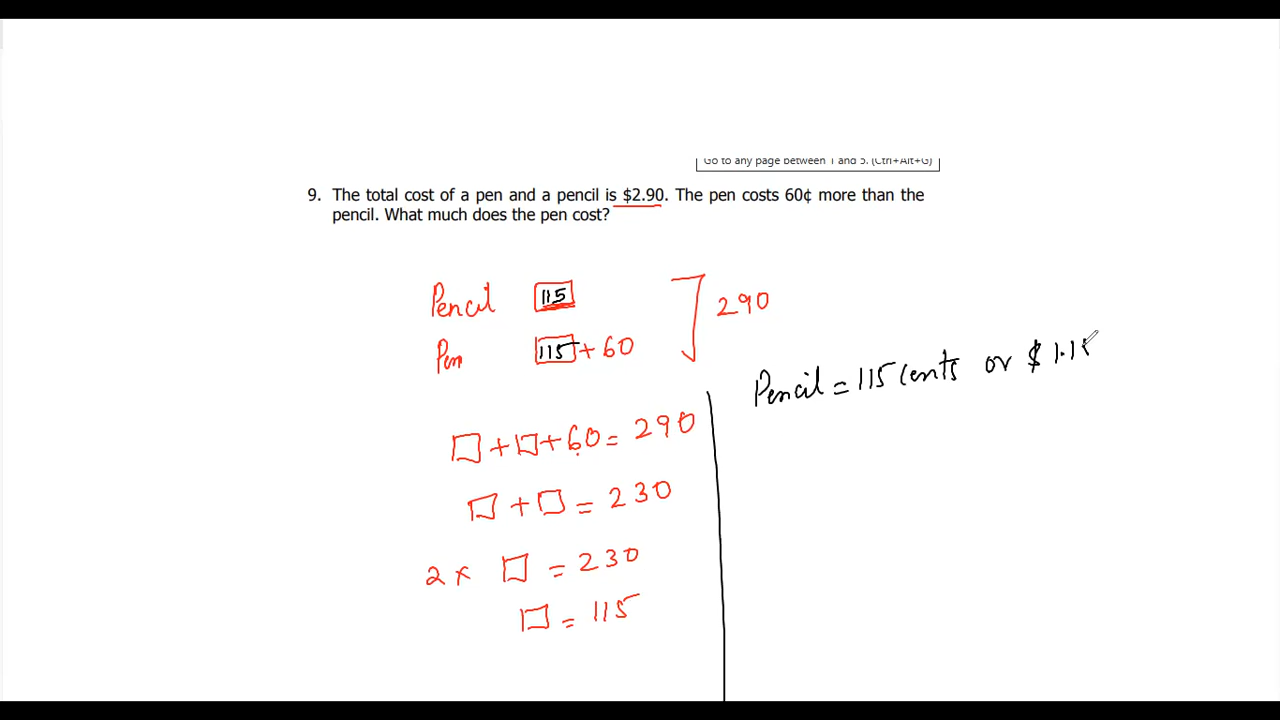 Go to any page between 1 and 5. (Ctrl+Alt+G)
9. The total cost of a pen and a pencil is $2.90. The pen costs 60¢ more than the
pencil. What much does the pen cost?
Pencil 115
290
Pen 115 + 60
Pencil = 115 cents or $ 1.15
□ + □ + 60 = 290
□ + □ = 230
2 x □ = 230
□ = 115